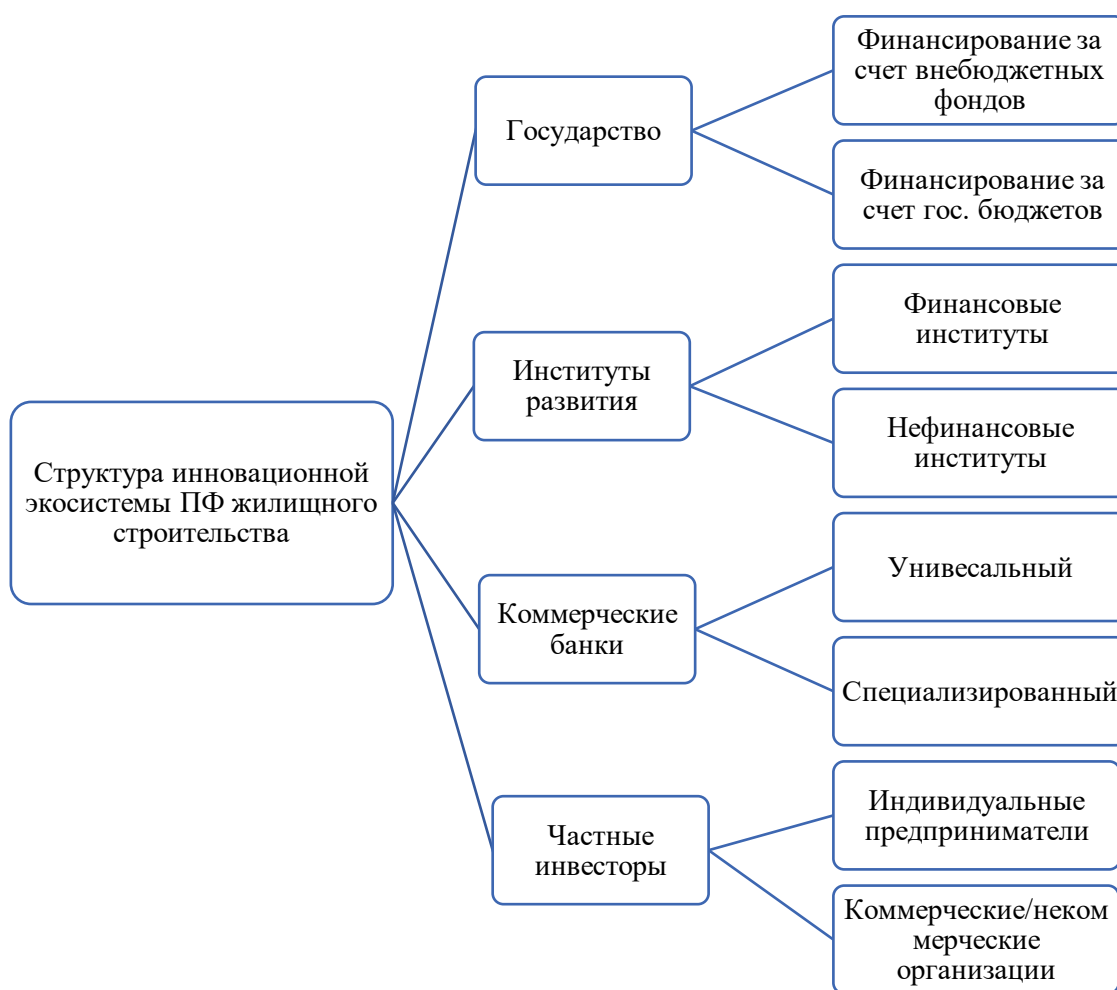 Структура инновационной
экосистемы ПФ жилищного
строительства
Государство
Финансирование за
счет внебюджетных
фондов
Финансирование за
счет гос. бюджетов
Институты
развития
Финансовые
институты
Нефинансовые
институты
Коммерческие
банки
Унивесальный
Специализированный
Частные
инвесторы
Индивидуальные
предприниматели
Коммерческие/неком
мерческие
организации